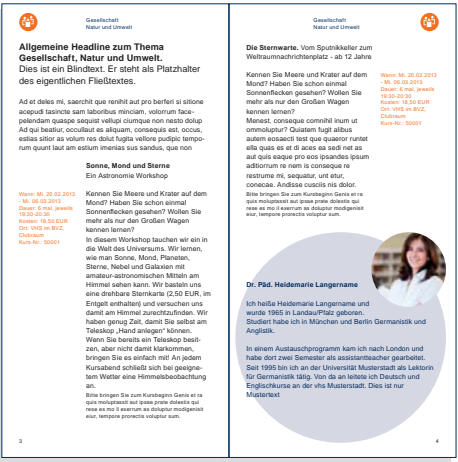 Gesellschaft
Natur und Umwelt
Allgemeine Headline zum Thema
Gesellschaft, Natur und Umwelt.
Dies ist ein Blindtext. Er steht als Platzhalter
des eigentlichen Fließtextes.
Ad et deles mi, saerchit que renihit aut pro berferi si sitione
acepudi tasincte sam laboribus minciam, volorrum face-
pelendam quaspe sequist vellupi ciumque non nesto dolup
Ad qui beatiur, occullaut es aliquam, consequis est, occus,
estias sitior as volum res dolut fugita vellore pudipic tempo-
rum quunt laut am estium imenias sus sandus, que non
Sonne, Mond und Sterne
Ein Astronomie Workshop
Wann: Mi. 20.02.2013
- Mi. 06.03.2013
Dauer: 6 mal, jeweils
19:30-20:30
Kosten: 18,50 EUR
Ort: VHS im BVZ,
Clubraum
Kurs-Nr.: 50001
Kennen Sie Meere und Krater auf dem
Mond? Haben Sie schon einmal
Sonnenflecken gesehen? Wollen Sie
mehr als nur den Großen Wagen
kennen lernen?
In diesem Workshop tauchen wir ein in
die Welt des Universums. Wir lernen,
wie man Sonne, Mond, Planeten,
Sterne, Nebel und Galaxien mit
amateur-astronomischen Mitteln am
Himmel sehen kann. Wir basteln uns
eine drehbare Sternkarte (2,50 EUR, im
Entgelt enthalten) und versuchen uns
damit am Himmel zurechtzufinden. Wir
haben genug Zeit, damit Sie selbst am
Teleskop „Hand anlegen" können.
Wenn Sie bereits ein Teleskop besit-
zen, aber nicht damit klarkommen,
bringen Sie es einfach mit! An jedem
Kursabend schließt sich bei geeigne-
tem Wetter eine Himmelsbeobachtung
an.
Bitte bringen Sie zum Kursbeginn Genis et ra
quis moluptassit aut ipsae prate dolestis qui
rese es mo il exerrum as doluptur modigenisit
eiur, tempore prorectis voluptur sum.
3
Gesellschaft
Natur und Umwelt
Die Sternwarte. Vom Sputnikkeller zum
Weltraumnachrichtenplatz - ab 12 Jahre
Kennen Sie Meere und Krater auf dem
Mond? Haben Sie schon einmal
Sonnenflecken gesehen? Wollen Sie
mehr als nur den Großen Wagen
kennen lernen?
Menest, conseque comnihil inum ut
ommoluptur? Quiatem fugit alibus
autem eosaecti test que quaeror runtet
ella quas es et di aces ea sedi net as
aut quis eaque pro eos ipsandes ipsum
aditiorrum re nem is conseque re
restrume mi, sequatur, unt etur,
conecae. Andisse cusciis nis dolor.
Bitte bringen Sie zum Kursbeginn Genis et ra
quis moluptassit aut ipsae prate dolestis qui
rese es mo il exerrum as doluptur modigenisit
eiur, tempore prorectis voluptur sum.
Wann: Mi. 20.02.2013
- Mi. 06.03.2013
Dauer: 6 mal, jeweils
19:30-20:30
Kosten: 18,50 EUR
Ort: VHS im BVZ,
Clubraum
Kurs-Nr.: 50001
Dr. Päd. Heidemarie Langername
Ich heiße Heidemarie Langername und
wurde 1965 in Landau/Pfalz geboren.
Studiert habe ich in München und Berlin Germanistik und
Anglistik.
In einem Austauschprogramm kam ich nach London und
habe dort zwei Semester als assistantteacher gearbeitet.
Seit 1995 bin ich an der Universität Musterstadt als Lektorin
für Germanistik tätig. Von da an leitete ich Deutsch und
Englischkurse an der vhs Musterstadt. Dies ist nur
Mustertext
4